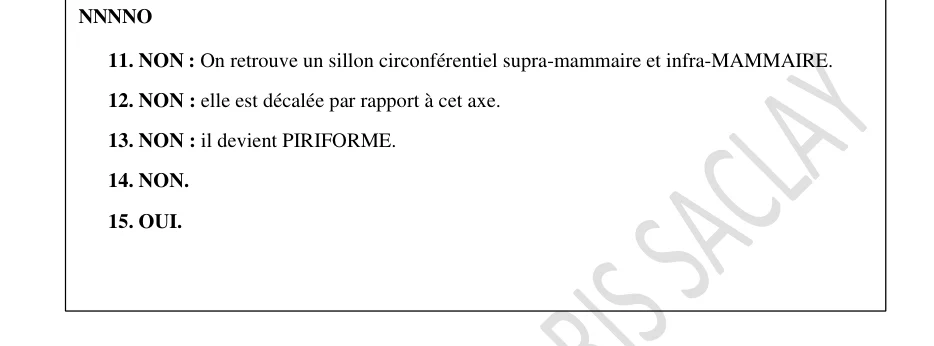 NNNNO
11. NON : On retrouve un sillon circonférentiel supra-mammaire et infra-MAMMAIRE.
12. NON : elle est décalée par rapport à cet axe.
13. NON : il devient PIRIFORME.
14. NON.
15. OUI.
SACLAY